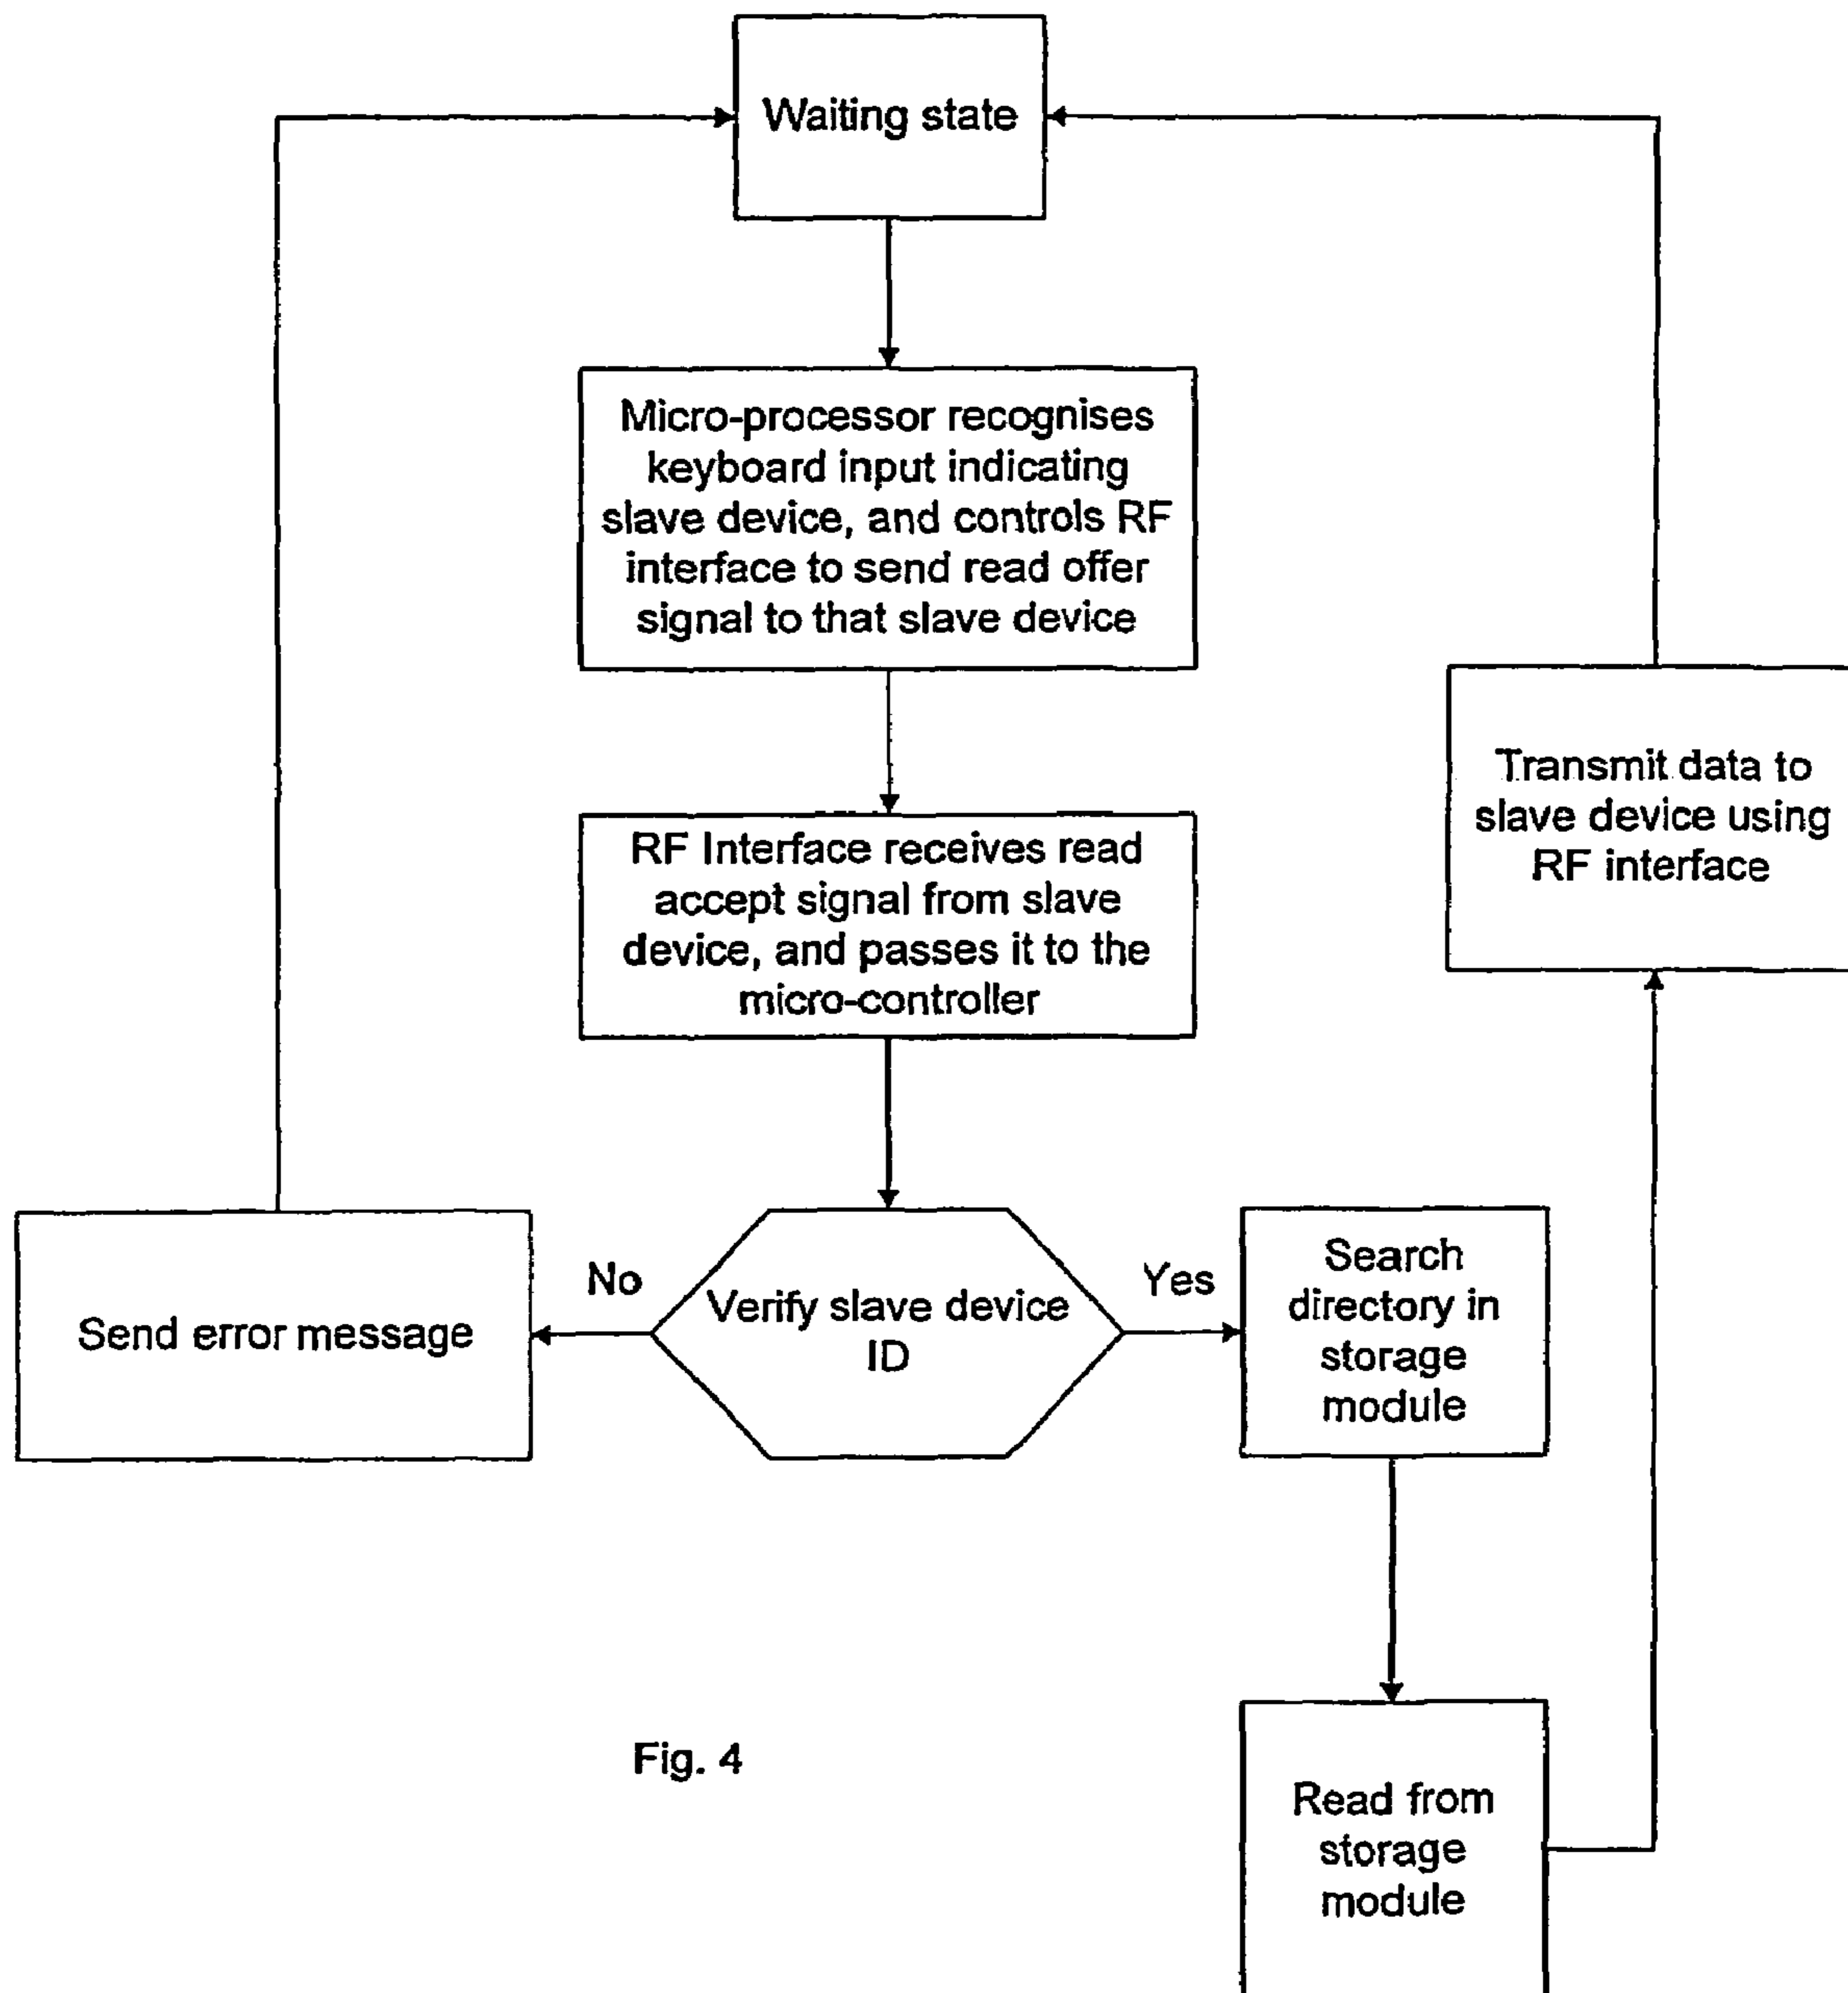 Waiting state
Micro-processor recognises
keyboard input indicating
slave device, and controls RF
interface to send read offer
signal to that slave device
Transmit data to
slave device using
RF interface
RF Interface receives read
accept signal from slave
device, and passes it to the
micro-controller
Send error message
No
Verify slave device
ID
Yes
Search
directory in
storage
module
Fig. 4
Read from
storage
module